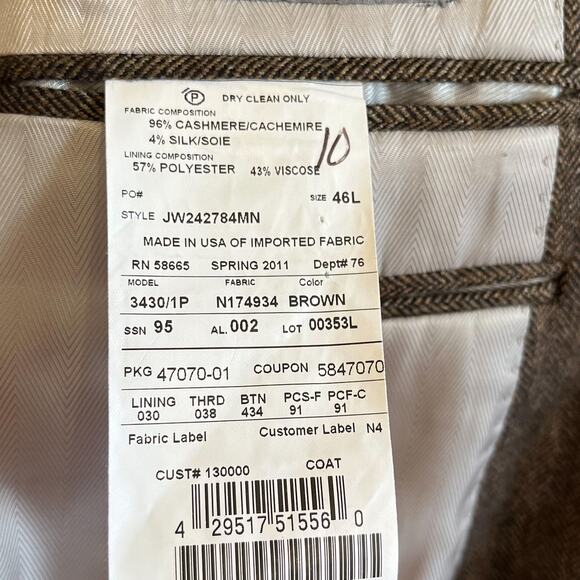 P DRY CLEAN ONLY
FABRIC COMPOSITION
96% CASHMERE/CACHEMIRE
4% SILK/SOIE
10
LINING COMPOSITION
57% POLYESTER 43% VISCOSE
PO# SIZE 46L
STYLE JW242784MN
MADE IN USA OF IMPORTED FABRIC
RN 58665 SPRING 2011 Dept# 76
MODEL FABRIC Color
3430/1P N174934 BROWN
SSN 95 AL. 002 LOT 00353L
PKG 47070-01 COUPON 5847070
LINING THRD BTN PCS-F PCF-C
030 038 434 91 91
Fabric Label Customer Label N4
CUST# 130000 COAT
4 29517 51556 0